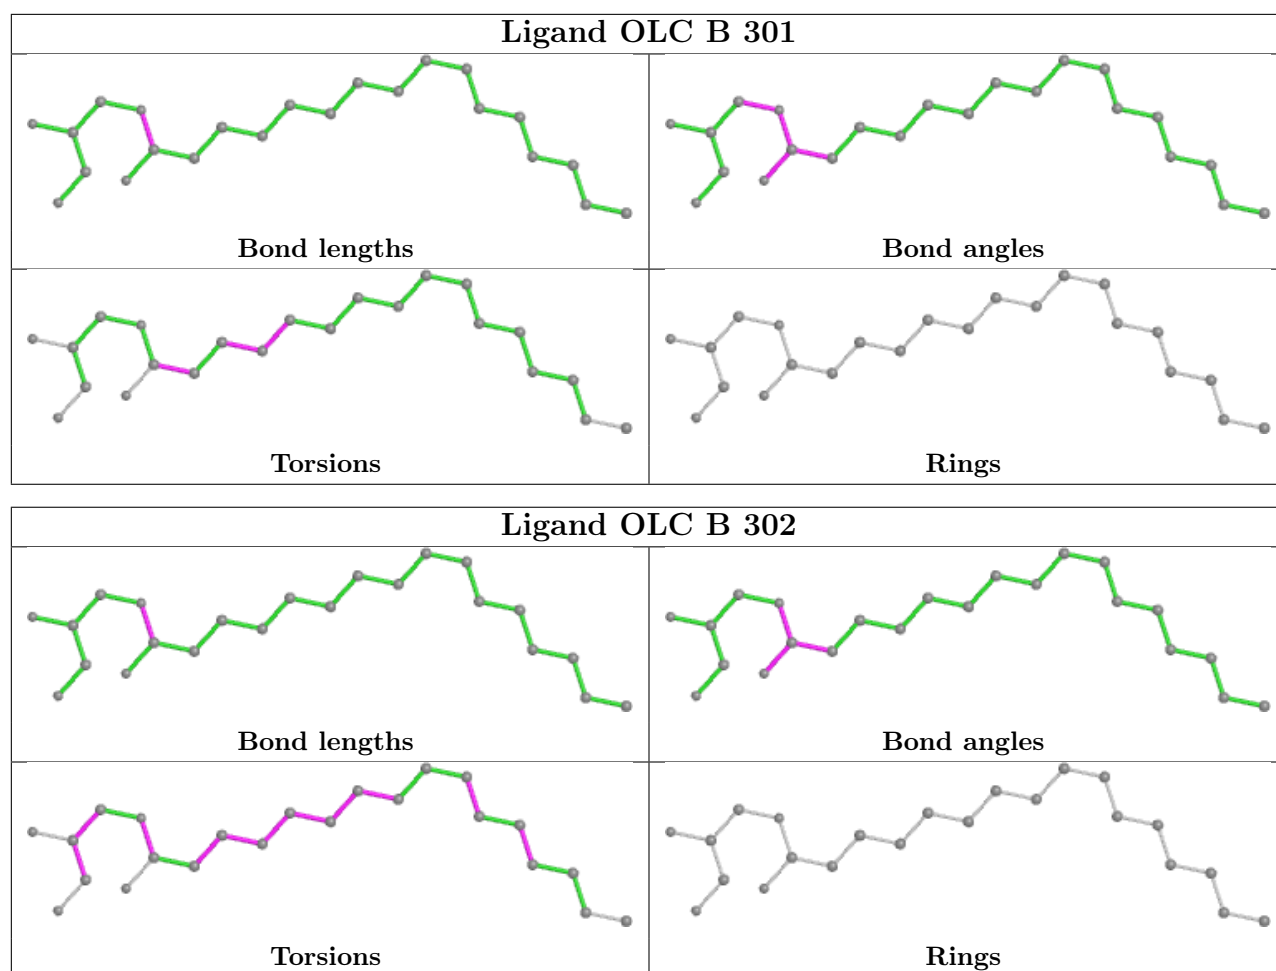 Ligand OLC B 301
Bond lengths
Bond angles
Torsions
Rings
Ligand OLC B 302
Bond lengths
Bond angles
Torsions
Rings